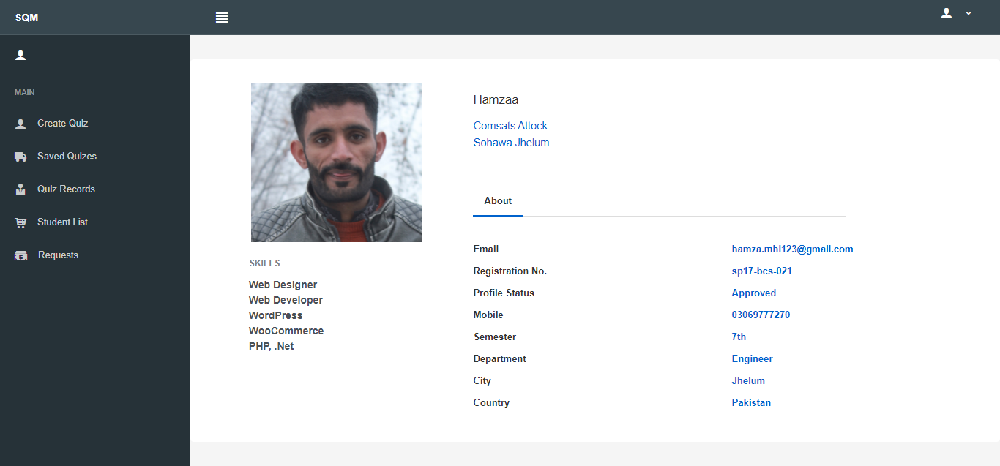 SQM
MAIN
Create Quiz
Saved Quizes
Quiz Records
Student List
Requests
Hamzaa
Comsats Attock
Sohawa Jhelum
About
SKILLS
Web Designer
Web Developer
WordPress
WooCommerce
PHP, .Net
Email hamza.mhi123@gmail.com
Registration No. sp17-bcs-021
Profile Status Approved
Mobile 03069777270
Semester 7th
Department Engineer
City Jhelum
Country Pakistan